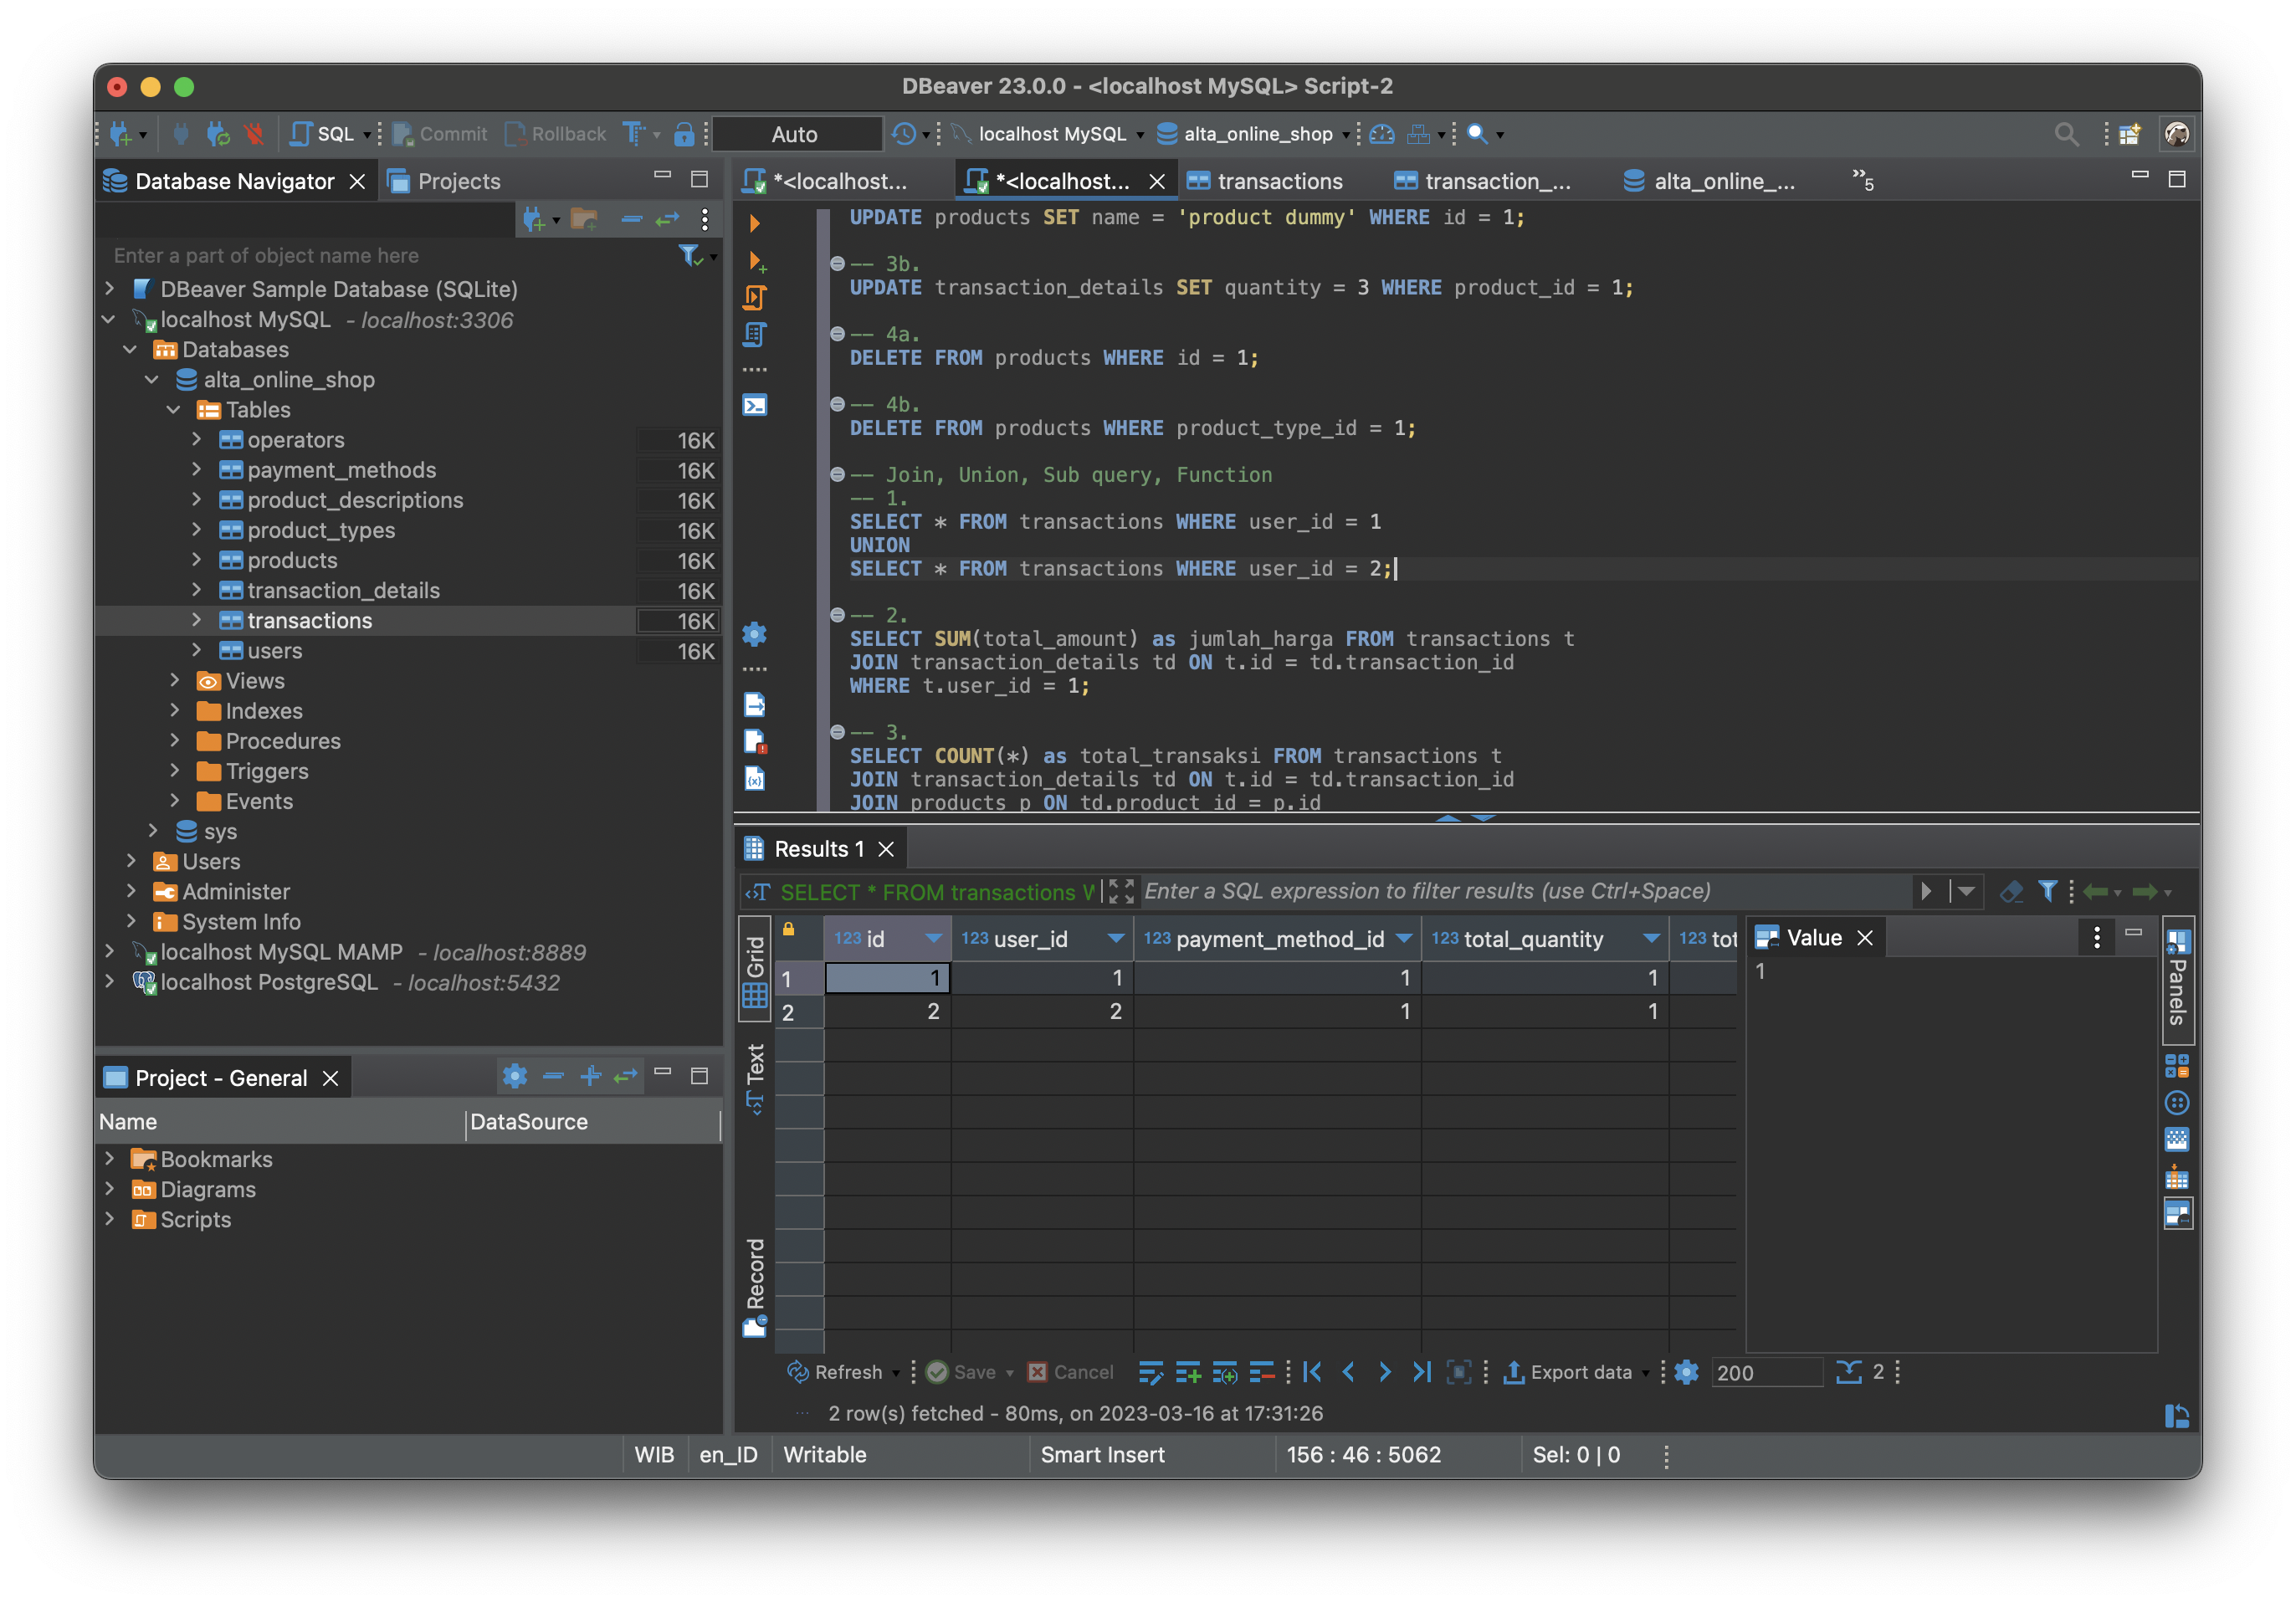 DBeaver 23.0.0 - <localhost MySQL> Script-2
SQL Commit Rollback Auto localhost MySQL alta_online_shop
Database Navigator Projects
Enter a part of object name here
DBeaver Sample Database (SQLite)
localhost MySQL - localhost:3306
Databases
alta_online_shop
Tables
operators 16K
payment_methods 16K
product_descriptions 16K
product_types 16K
products 16K
transaction_details 16K
transactions 16K
users 16K
Views
Indexes
Procedures
Triggers
Events
sys
Users
Administer
System Info
localhost MySQL MAMP - localhost:8889
localhost PostgreSQL - localhost:5432
Project - General
Name DataSource
Bookmarks
Diagrams
Scripts
*<localhost... *<localhost... transactions transaction_... alta_online_... »5
UPDATE products SET name = 'product dummy' WHERE id = 1;
-- 3b.
UPDATE transaction_details SET quantity = 3 WHERE product_id = 1;
-- 4a.
DELETE FROM products WHERE id = 1;
-- 4b.
DELETE FROM products WHERE product_type_id = 1;
-- Join, Union, Sub query, Function
-- 1.
SELECT * FROM transactions WHERE user_id = 1
UNION
SELECT * FROM transactions WHERE user_id = 2;
-- 2.
SELECT SUM(total_amount) as jumlah_harga FROM transactions t
JOIN transaction_details td ON t.id = td.transaction_id
WHERE t.user_id = 1;
-- 3.
SELECT COUNT(*) as total_transaksi FROM transactions t
JOIN transaction_details td ON t.id = td.transaction_id
JOIN products p ON td.product_id = p.id
Results 1
SELECT * FROM transactions W Enter a SQL expression to filter results (use Ctrl+Space)
Grid
Text
Record
123 id 123 user_id 123 payment_method_id 123 total_quantity 123 tot
1 1 1 1 1
2 2 2 1 1
Value
1
Panels
Refresh Save Cancel Export data 200 2
2 row(s) fetched - 80ms, on 2023-03-16 at 17:31:26
WIB en_ID Writable Smart Insert 156 : 46 : 5062 Sel: 0 | 0